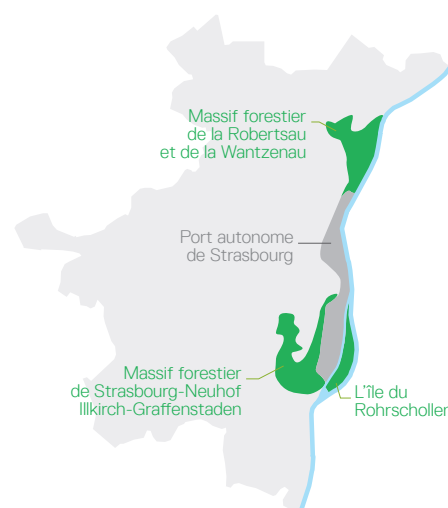 Massif forestier
de la Robertsau
et de la Wantzenau
Port autonome
de Strasbourg
Massif forestier
de Strasbourg-Neuhof
Illkirch-Graffenstaden
L’île du
Rohrschollen